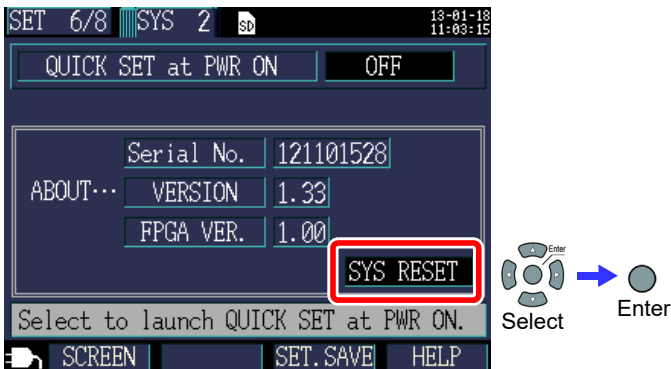 SET 6/8 SYS 2 SD 13-01-18
11:03:15
QUICK SET at PWR ON OFF
Serial No. 121101528
ABOUT··· VERSION 1.33
FPGA VER. 1.00
SYS RESET
Enter
Select to launch QUICK SET at PWR ON.
Select
Enter
SCREEN SET.SAVE HELP